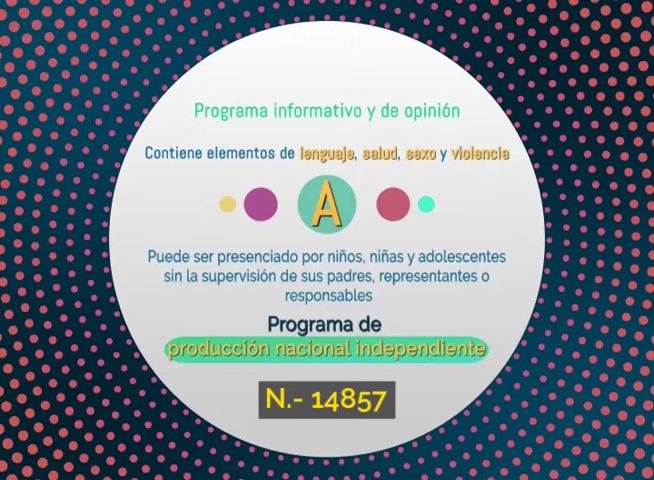 Programa informativo y de opinión
Contiene elementos de lenguaje, salud, sexo y violencia
A
Puede ser presenciado por niños, niñas y adolescentes
sin la supervisión de sus padres, representantes o
responsables
Programa de
producción nacional independiente
N.- 14857